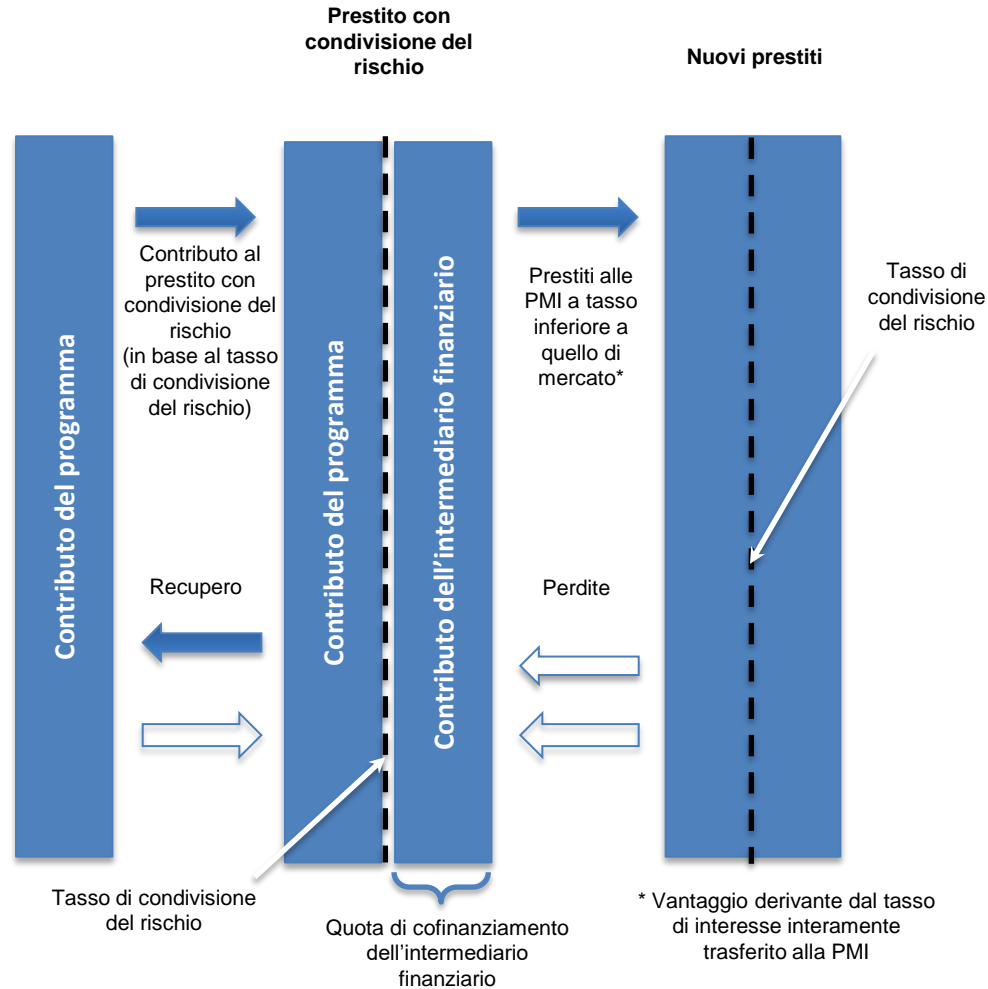 Prestito con
condivisione del
rischio
Nuovi prestiti
Contributo del programma
Contributo al
prestito con
condivisione del
rischio
(in base al tasso
di condivisione
del rischio)
Contributo del programma
Contributo dell'intermediario finanziario
Prestiti alle
PMI a tasso
inferiore a
quello di
mercato*
Tasso di
condivisione
del rischio
Recupero
Perdite
Tasso di condivisione
del rischio
Quota di cofinanziamento
dell'intermediario
finanziario
* Vantaggio derivante dal tasso
di interesse interamente
trasferito alla PMI